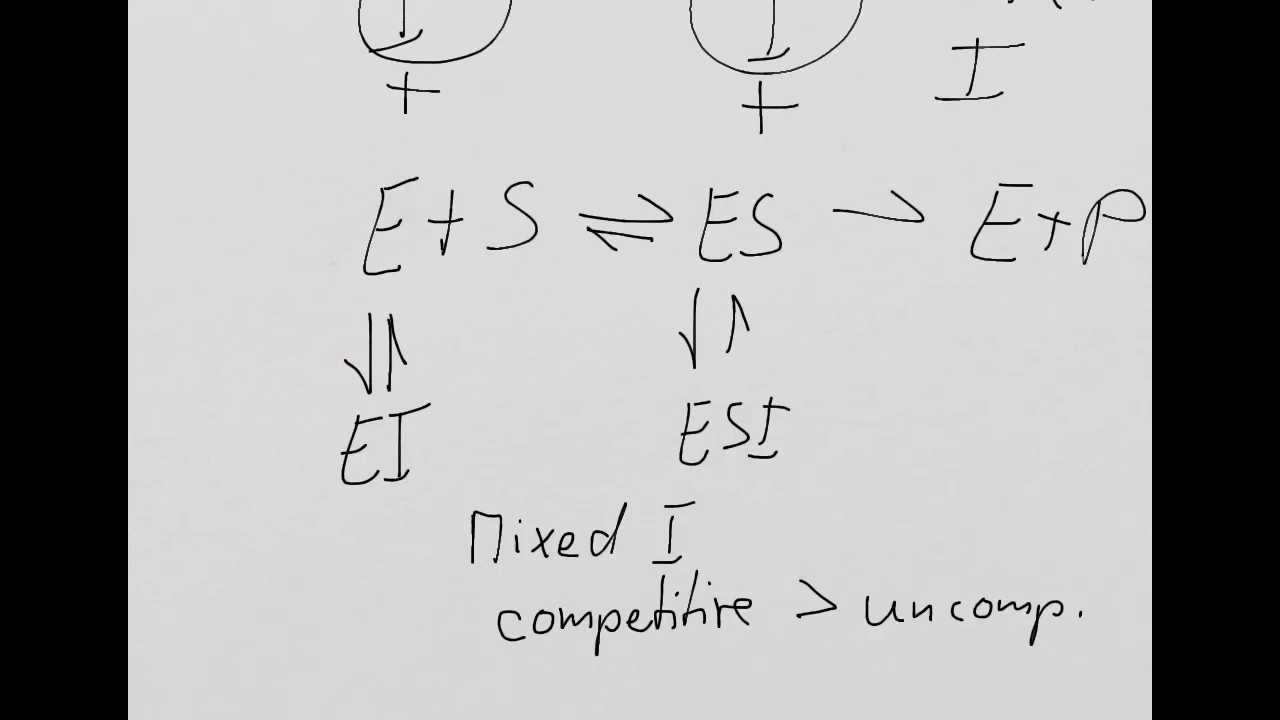 I I
I
+ +
E + S ⇌ ES ⇀ E + P
⇃↾ ⇃↾
EI ESI
Mixed I
competitive > uncomp.